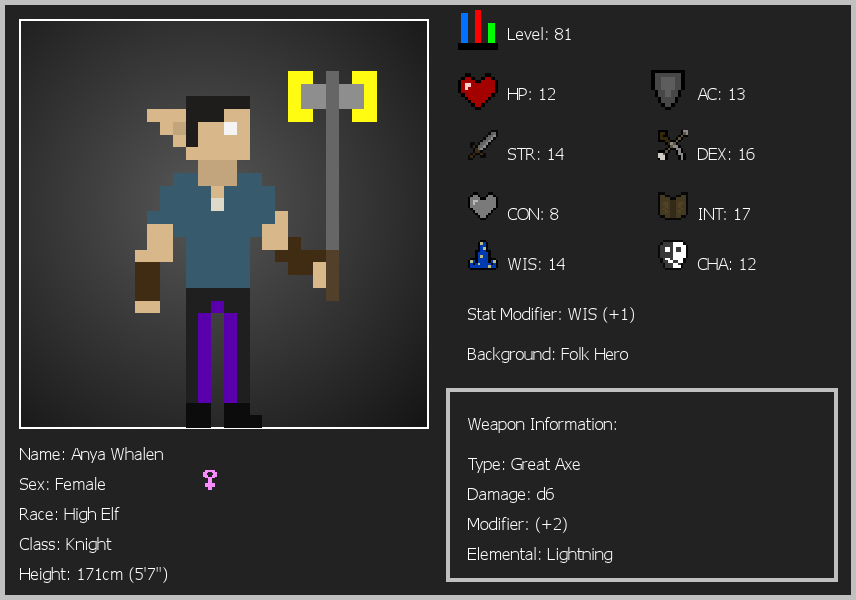 Level: 81
HP: 12
AC: 13
STR: 14
DEX: 16
CON: 8
INT: 17
WIS: 14
CHA: 12
Stat Modifier: WIS (+1)
Background: Folk Hero
Weapon Information:
Type: Great Axe
Damage: d6
Modifier: (+2)
Elemental: Lightning
Name: Anya Whalen
Sex: Female
Race: High Elf
Class: Knight
Height: 171cm (5'7")